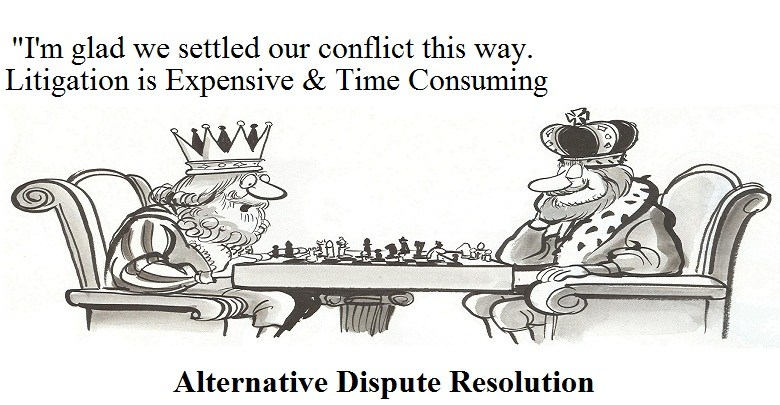 "I'm glad we settled our conflict this way.
Litigation is Expensive & Time Consuming
Alternative Dispute Resolution